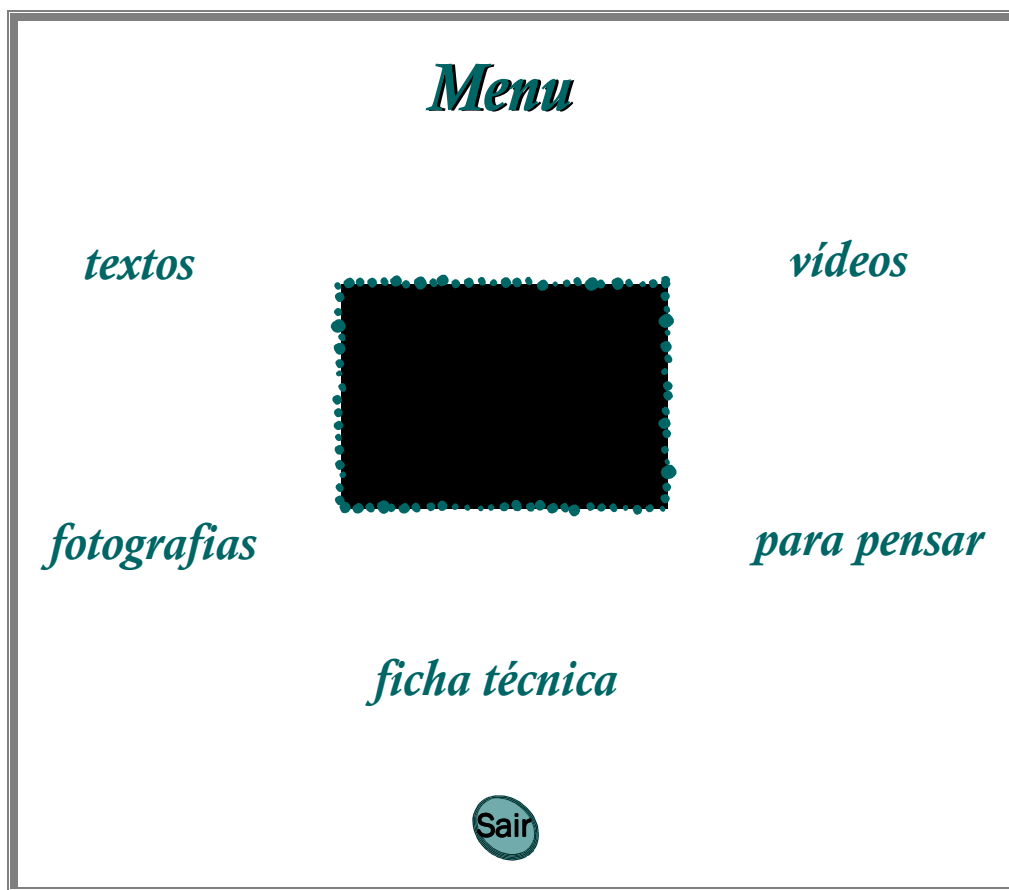 Menu
textos
vídeos
fotografias
para pensar
ficha técnica
Sair